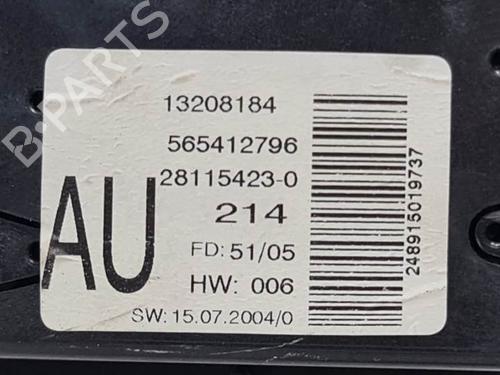 B-PARTS
13208184
565412796
28115423-0
214
AU
FD: 51/05
HW: 006
SW: 15.07.2004/0
248915019737